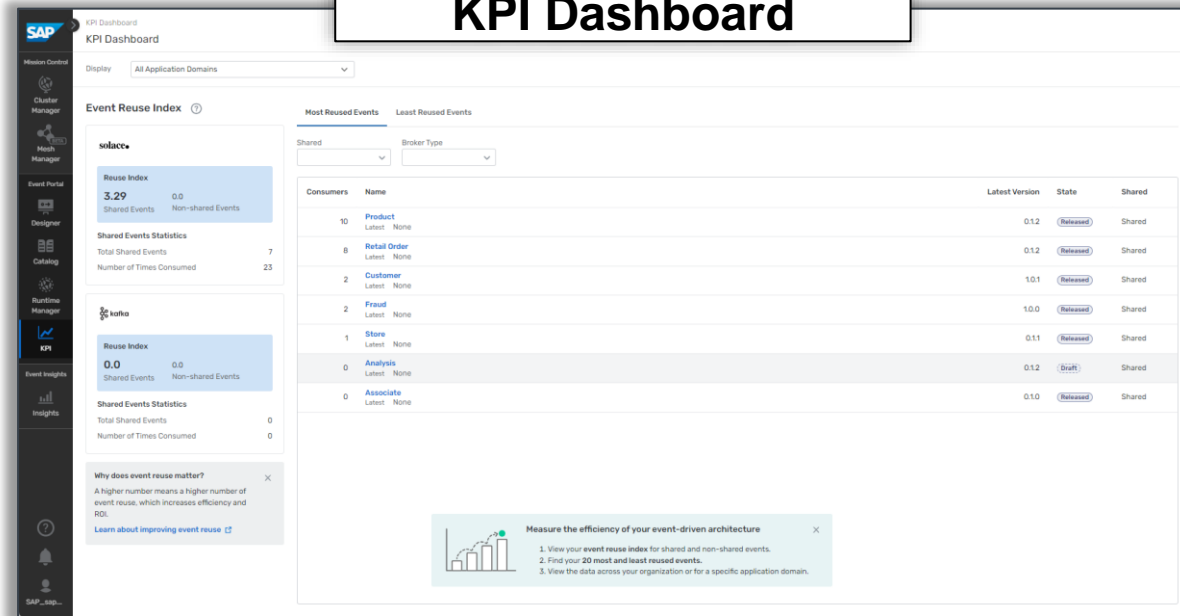 KPI Dashboard
SAP
KPI Dashboard
KPI Dashboard
Mission Control
Cluster
Manager
BETA
Mesh
Manager
Event Portal
Designer
Catalog
Runtime
Manager
KPI
Event Insights
Insights
SAP_sap...
Display
All Application Domains
Event Reuse Index
solace.
Reuse Index
3.29 0.0
Shared Events Non-shared Events
Shared Events Statistics
Total Shared Events 7
Number of Times Consumed 23
kafka
Reuse Index
0.0 0.0
Shared Events Non-shared Events
Shared Events Statistics
Total Shared Events 0
Number of Times Consumed 0
Why does event reuse matter?
A higher number means a higher number of
event reuse, which increases efficiency and
ROI.
Learn about improving event reuse
Most Reused Events Least Reused Events
Shared Broker Type
Consumers Name Latest Version State Shared
10 Product 0.1.2 Released Shared
Latest None
8 Retail Order 0.1.2 Released Shared
Latest None
2 Customer 1.0.1 Released Shared
Latest None
2 Fraud 1.0.0 Released Shared
Latest None
1 Store 0.1.1 Released Shared
Latest None
0 Analysis 0.1.2 Draft Shared
Latest None
0 Associate 0.1.0 Released Shared
Latest None
Measure the efficiency of your event-driven architecture
1. View your event reuse index for shared and non-shared events.
2. Find your 20 most and least reused events.
3. View the data across your organization or for a specific application domain.